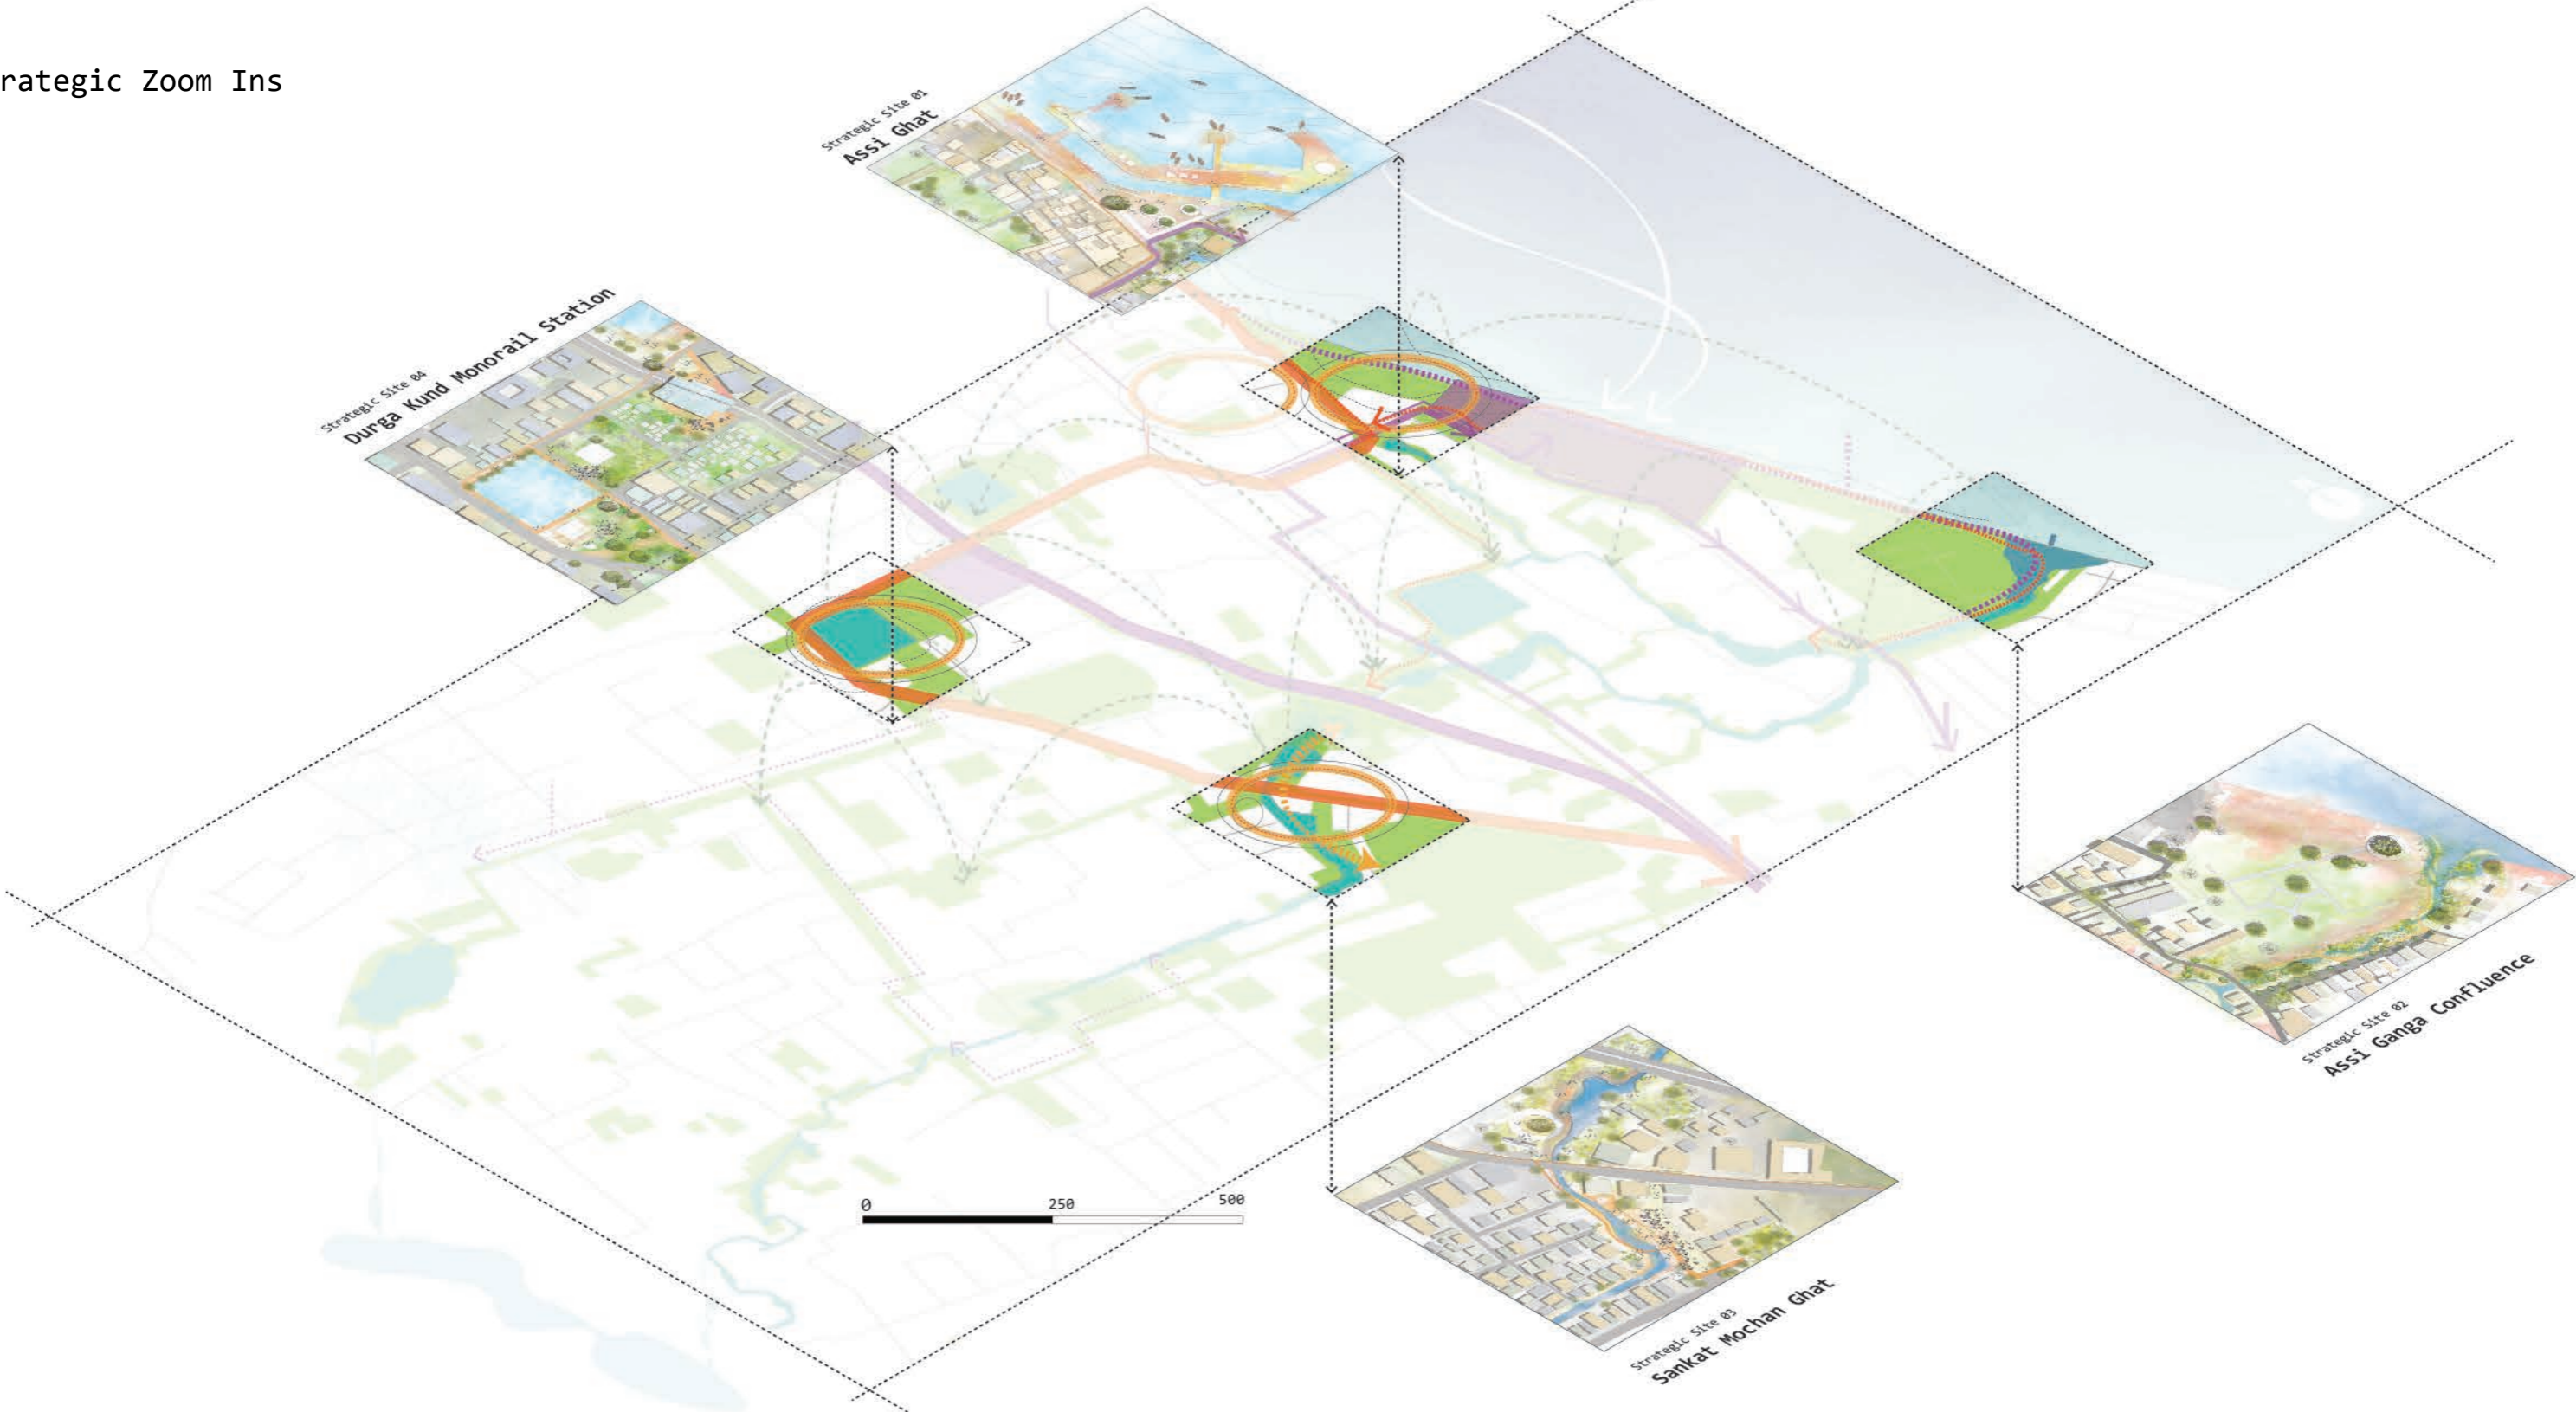 rategic Zoom Ins
Strategic Site 01
Assi Ghat
Strategic Site 04
Durga Kund Monorail Station
Strategic Site 02
Assi Ganga Confluence
0 250 500
Strategic Site 03
Sankat Mochan Ghat